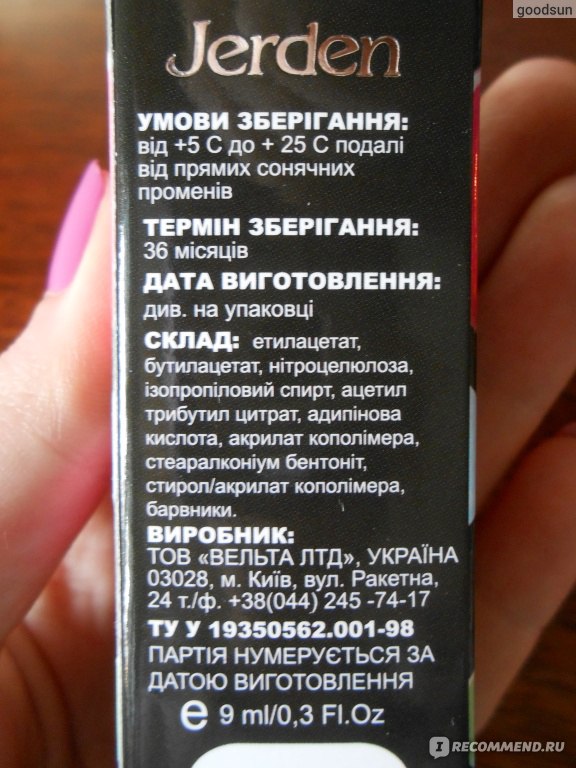 goodsun
Jerden
УМОВИ ЗБЕРІГАННЯ:
від +5 С до + 25 С подалі
від прямих сонячних
променів
ТЕРМІН ЗБЕРІГАННЯ:
36 місяців
ДАТА ВИГОТОВЛЕННЯ:
див. на упаковці
СКЛАД: етилацетат,
бутилацетат, нітроцелюлоза,
ізопропіловий спирт, ацетил
трибутил цитрат, адипінова
кислота, акрилат кополімера,
стеаралконіум бентоніт,
стирол/акрилат кополімера,
барвники.
ВИРОБНИК:
ТОВ «ВЕЛЬТА ЛТД», УКРАЇНА
03028, м. Київ, вул. Ракетна,
24 т./ф. +38(044) 245 -74-17
ТУ У 19350562.001-98
ПАРТІЯ НУМЕРУЄТЬСЯ ЗА
ДАТОЮ ВИГОТОВЛЕННЯ
e 9 ml/0,3 Fl.Oz
IRECOMMEND.RU